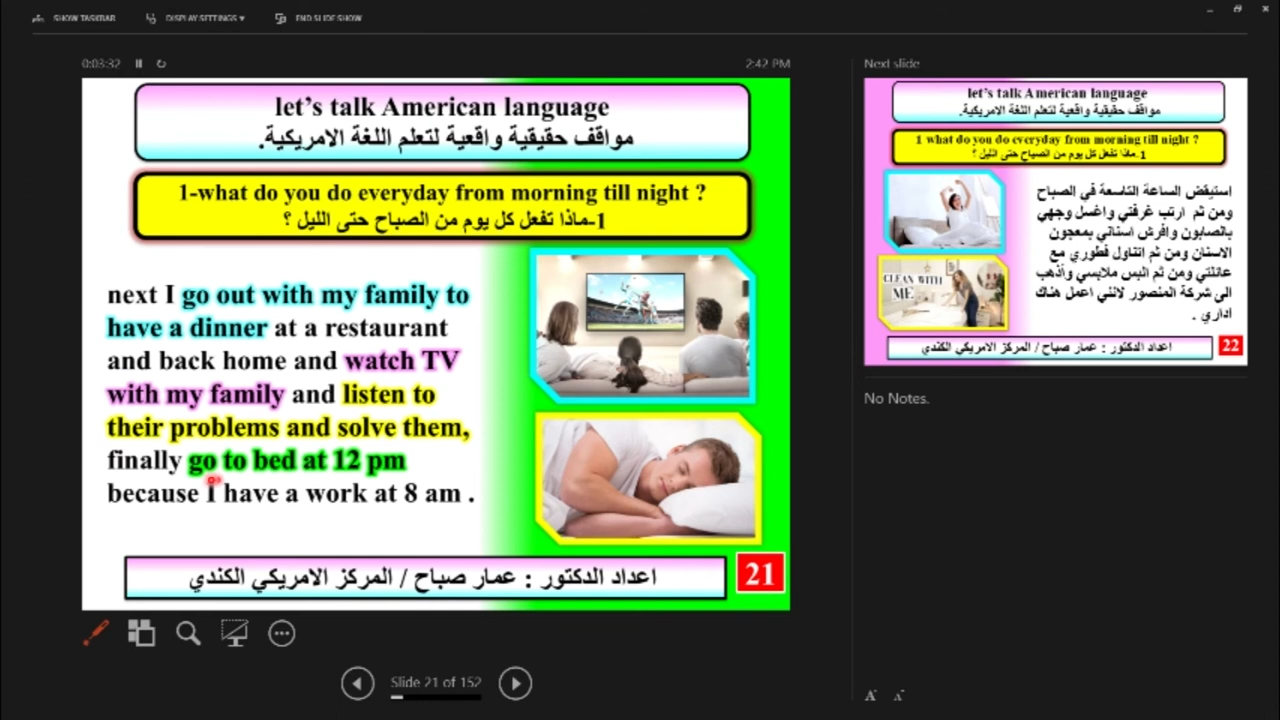 SHOW TASKBAR
DISPLAY SETTINGS ▾
END SLIDE SHOW
0:03:32
2:42 PM
let's talk American language
مواقف حقيقية واقعية لتعلم اللغة الامريكية.
1-what do you do everyday from morning till night ?
1-ماذا تفعل كل يوم من الصباح حتى الليل ؟
next I go out with my family to
have a dinner at a restaurant
and back home and watch TV
with my family and listen to
their problems and solve them,
finally go to bed at 12 pm
because I have a work at 8 am .
اعداد الدكتور : عمار صباح / المركز الامريكي الكندي
21
Slide 21 of 152
Next slide
let's talk American language
مواقف حقيقية واقعية لتعلم اللغة الامريكية.
1 what do you do everyday from morning till night ?
1.ماذا تفعل كل يوم من الصباح حتى الليل ؟
استيقض الساعة التاسعة في الصباح
ومن ثم ارتب غرفتي واغسل وجهي
بالصابون وافرش اسناني بمعجون
الاسنان ومن ثم اتناول فطوري مع
عائلتي ومن ثم البس ملابسي وأذهب
الى شركة المنصور لانني اعمل هناك
اداري .
CLEAN WITH
ME
اعداد الدكتور : عمار صباح / المركز الامريكي الكندي
22
No Notes.
A A